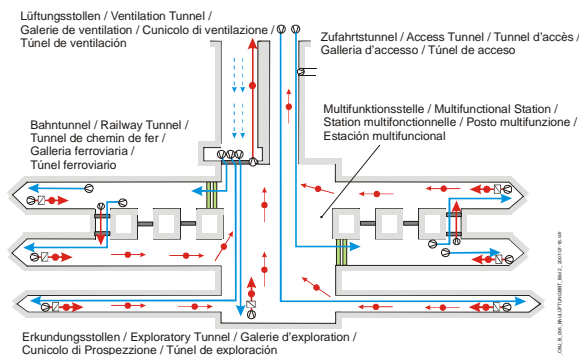 Lüftungsstollen / Ventilation Tunnel /
Galerie de ventilation / Cunicolo di ventilazione /
Túnel de ventilación
Zufahrtstunnel / Access Tunnel / Tunnel d'accès /
Galleria d'accesso / Túnel de acceso
Multifunktionsstelle / Multifunctional Station /
Station multifonctionnelle / Posto multifunzione /
Estación multifuncional
Bahntunnel / Railway Tunnel /
Tunnel de chemin de fer /
Galleria ferroviaria /
Túnel ferroviario
Erkundungsstollen / Exploratory Tunnel / Galerie d'exploration /
Cunicolo di Prospezzione / Túnel de exploración